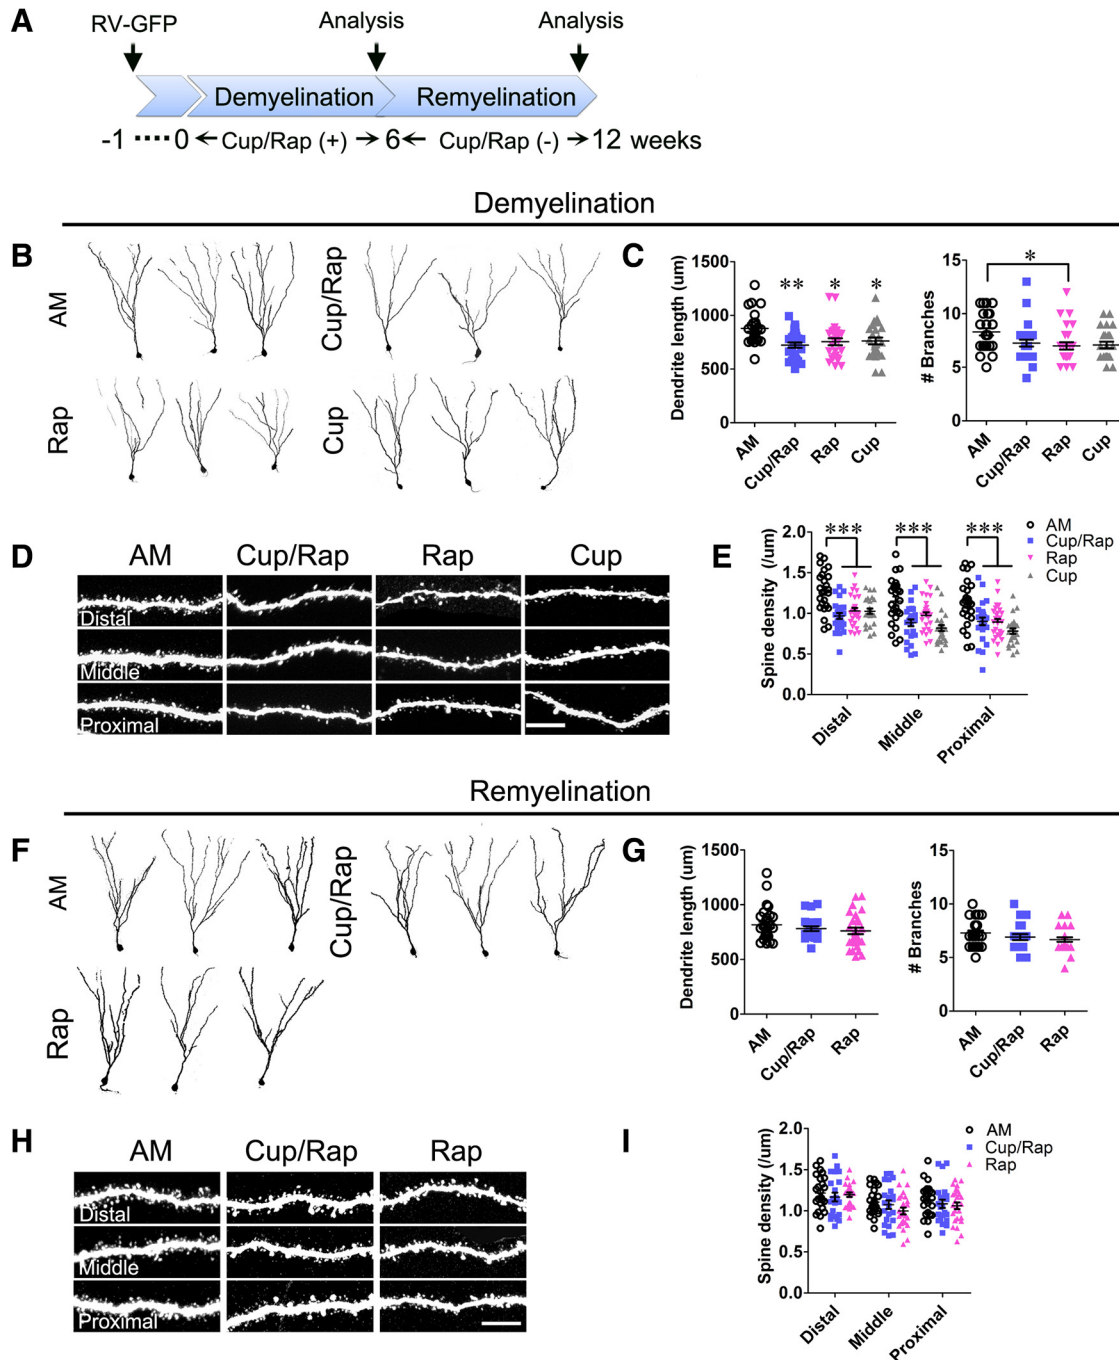 A
RV-GFP
Analysis
Analysis
Demyelination
Remyelination
-1 0 Cup/Rap (+) 6 Cup/Rap (-) 12 weeks
Demyelination
B
AM
Cup/Rap
Rap
Cup
C
Dendrite length (um)
1500
1000
500
0
** * *
AM
Cup/Rap
Rap
Cup
# Branches
15
10
5
0
*
AM
Cup/Rap
Rap
Cup
D
AM
Cup/Rap
Rap
Cup
Distal
Middle
Proximal
E
Spine density (/um)
2.0
1.5
1.0
0.5
0.0
*** *** ***
AM
Cup/Rap
Rap
Cup
Distal
Middle
Proximal
Remyelination
F
AM
Cup/Rap
Rap
G
Dendrite length (um)
1500
1000
500
0
AM
Cup/Rap
Rap
# Branches
15
10
5
0
AM
Cup/Rap
Rap
H
AM
Cup/Rap
Rap
Distal
Middle
Proximal
I
Spine density (/um)
2.0
1.5
1.0
0.5
0.0
AM
Cup/Rap
Rap
Distal
Middle
Proximal